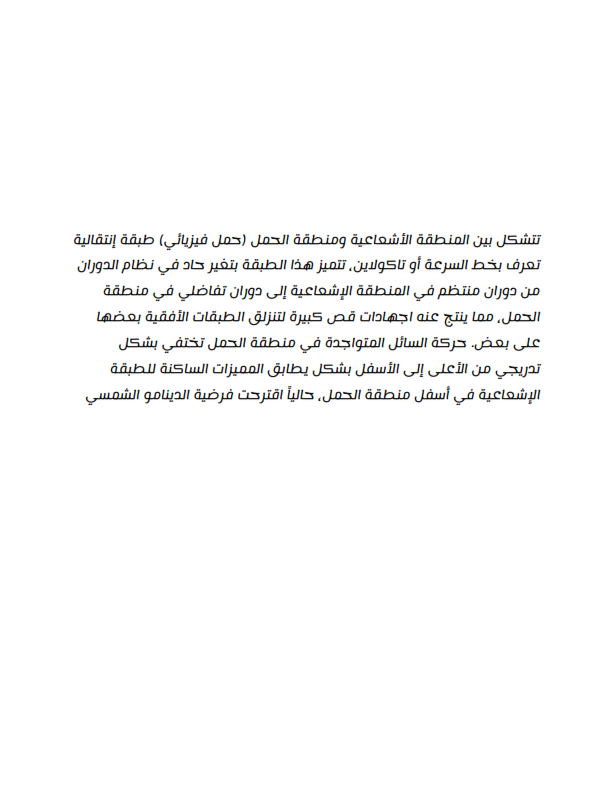 تتشكل بين المنطقة الأشعاعية ومنطقة الحمل (حمل فيزيائي) طبقة إنتقالية
تعرف بخط السرعة أو تاكولاين، تتميز هذا الطبقة بتغير حاد في نظام الدوران
من دوران منتظم في المنطقة الإشعاعية إلى دوران تفاضلي في منطقة
الحمل، مما ينتج عنه اجهادات قص كبيرة لتنزلق الطبقات الأفقية بعضها
على بعض. حركة السائل المتواجدة في منطقة الحمل تختفي بشكل
تدريجي من الأعلى إلى الأسفل بشكل يطابق المميزات الساكنة للطبقة
الإشعاعية في أسفل منطقة الحمل، حالياً اقترحت فرضية الدينامو الشمسي